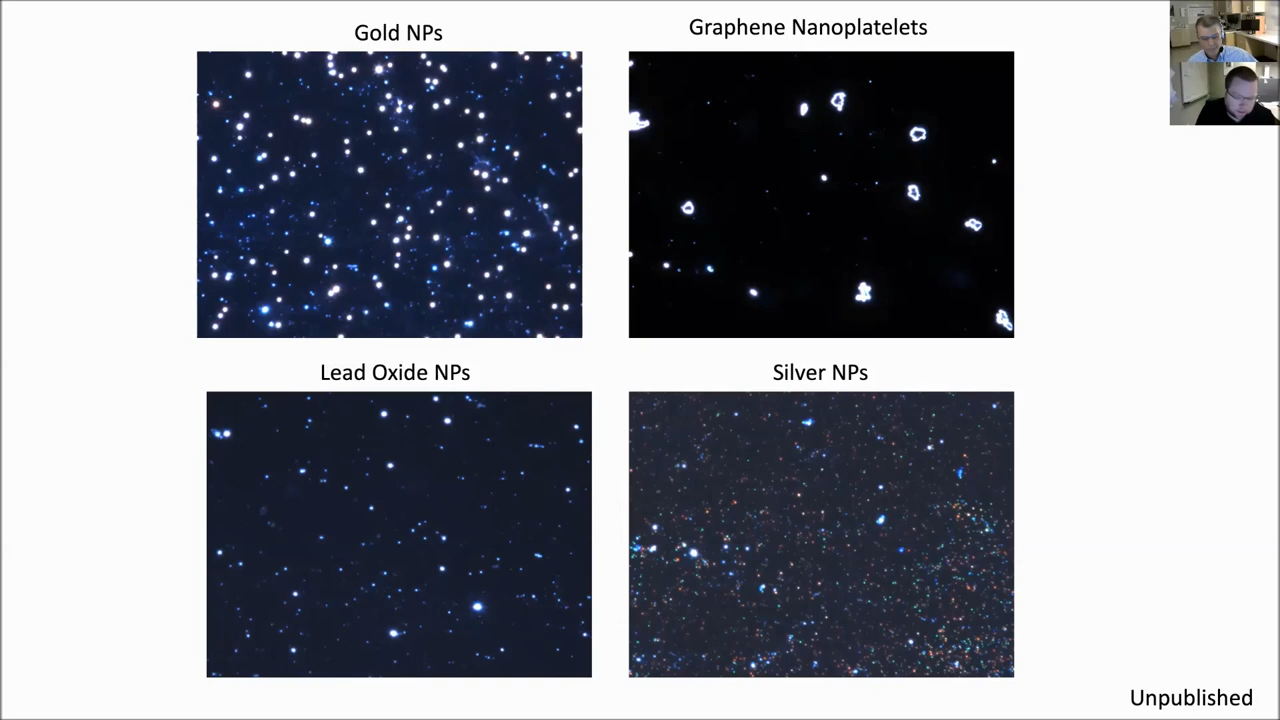 Gold NPs
Graphene Nanoplatelets
Lead Oxide NPs
Silver NPs
Unpublished